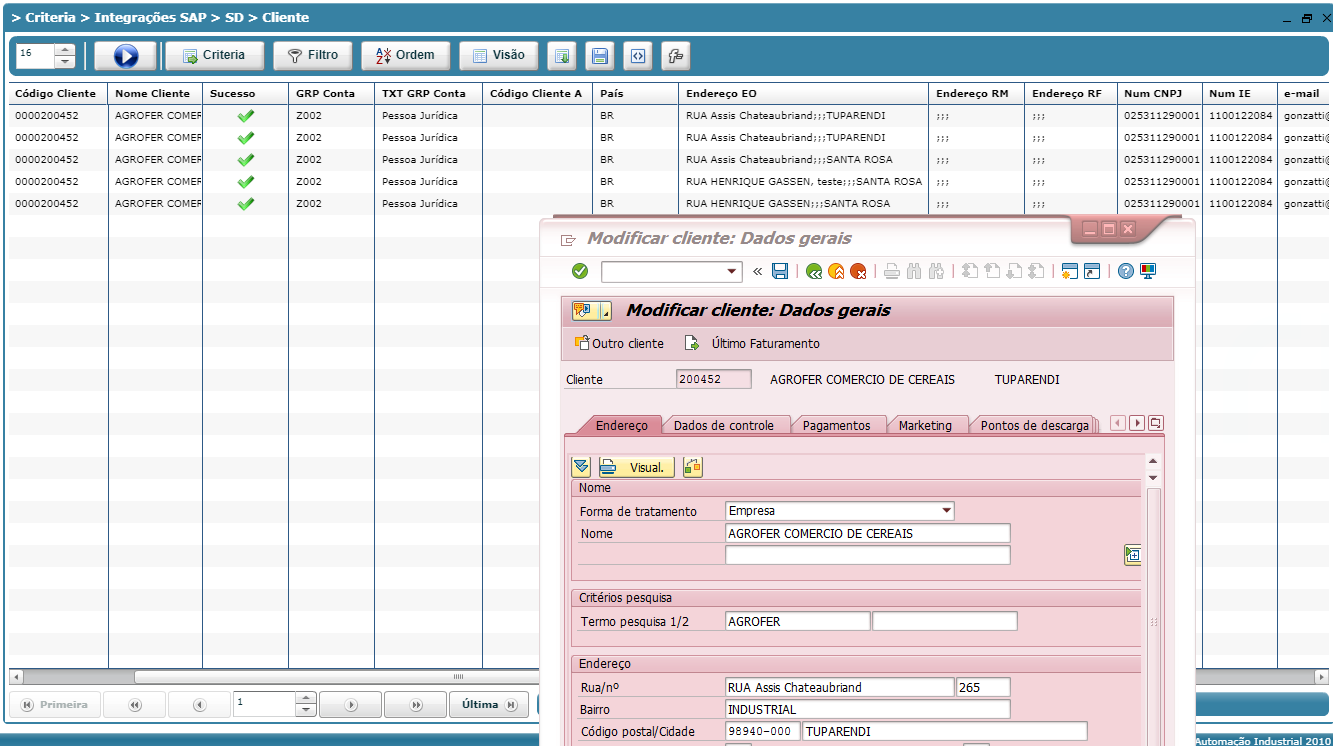 > Criteria > Integrações SAP > SD > Cliente
16 Criteria Filtro Ordem Visão
Código Cliente Nome Cliente Sucesso GRP Conta TXT GRP Conta Código Cliente A País Endereço EO Endereço RM Endereço RF Num CNPJ Num IE e-mail
0000200452 AGROFER COMER Z002 Pessoa Jurídica BR RUA Assis Chateaubriand;;;TUPARENDI ;;; ;;; 025311290001 1100122084 gonzatti@
0000200452 AGROFER COMER Z002 Pessoa Jurídica BR RUA Assis Chateaubriand;;;TUPARENDI ;;; ;;; 025311290001 1100122084 gonzatti@
0000200452 AGROFER COMER Z002 Pessoa Jurídica BR RUA Assis Chateaubriand;;;SANTA ROSA ;;; ;;; 025311290001 1100122084 gonzatti@
0000200452 AGROFER COMER Z002 Pessoa Jurídica BR RUA HENRIQUE GASSEN, teste;;;SANTA ROSA ;;; ;;; 025311290001 1100122084 gonzatti@
0000200452 AGROFER COMER Z002 Pessoa Jurídica BR RUA HENRIQUE GASSEN;;;SANTA ROSA ;;; ;;; 025311290001 1100122084 gonzatti@
Modificar cliente: Dados gerais
Modificar cliente: Dados gerais
Outro cliente Último Faturamento
Cliente 200452 AGROFER COMERCIO DE CEREAIS TUPARENDI
Endereço Dados de controle Pagamentos Marketing Pontos de descarga
Visual.
Nome
Forma de tratamento Empresa
Nome AGROFER COMERCIO DE CEREAIS
Critérios pesquisa
Termo pesquisa 1/2 AGROFER
Endereço
Rua/nº RUA Assis Chateaubriand 265
Bairro INDUSTRIAL
Código postal/Cidade 98940-000 TUPARENDI
Primeira 1 Última
Automação Industrial 2010